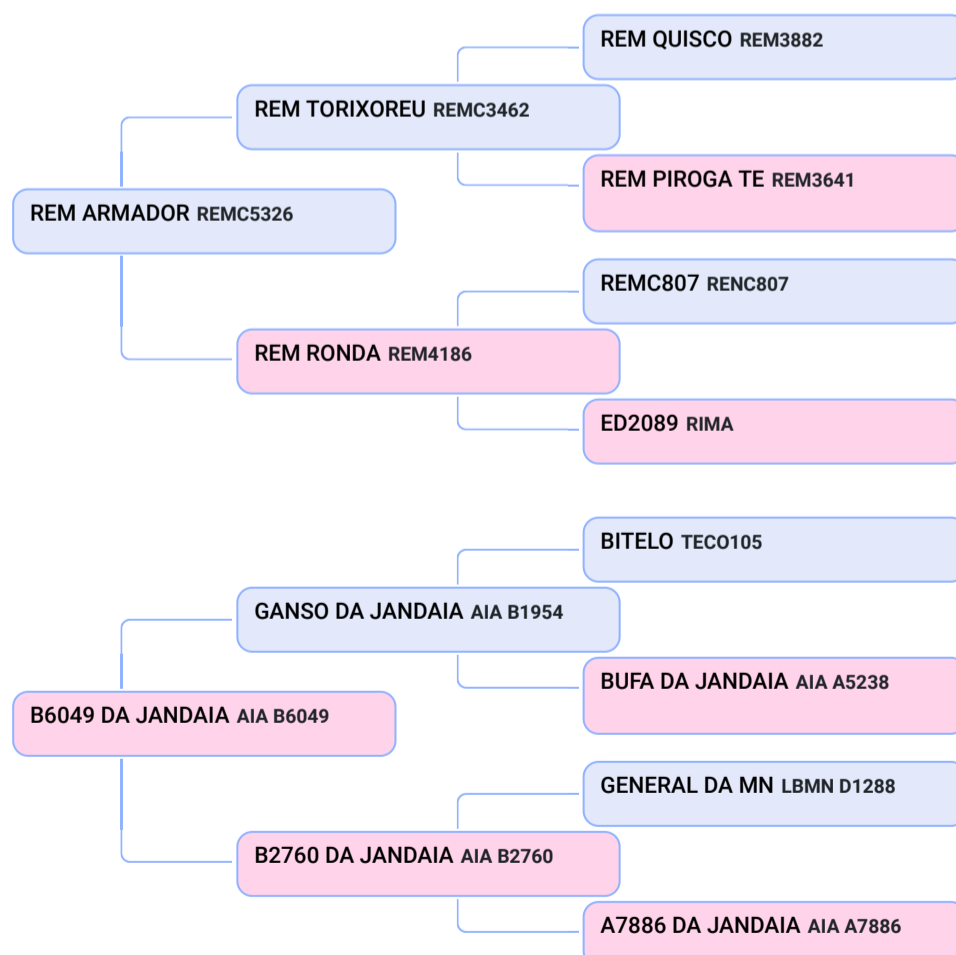 REM QUISCO REM3882
REM TORIXOREU REMC3462
REM PIROGA TE REM3641
REM ARMADOR REMC5326
REMC807 RENC807
REM RONDA REM4186
ED2089 RIMA
BITELO TECO105
GANSO DA JANDAIA AIA B1954
BUFA DA JANDAIA AIA A5238
B6049 DA JANDAIA AIA B6049
GENERAL DA MN LBMN D1288
B2760 DA JANDAIA AIA B2760
A7886 DA JANDAIA AIA A7886